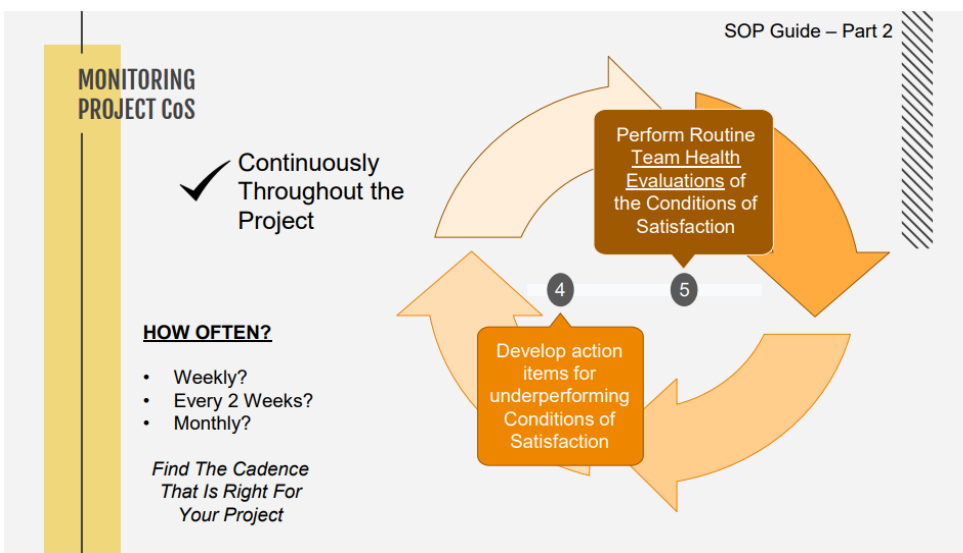 SOP Guide – Part 2
MONITORING
PROJECT CoS
Continuously
Throughout the
Project
Perform Routine
Team Health
Evaluations of
the Conditions of
Satisfaction
4
5
HOW OFTEN?
• Weekly?
• Every 2 Weeks?
• Monthly?
Find The Cadence
That Is Right For
Your Project
Develop action
items for
underperforming
Conditions of
Satisfaction